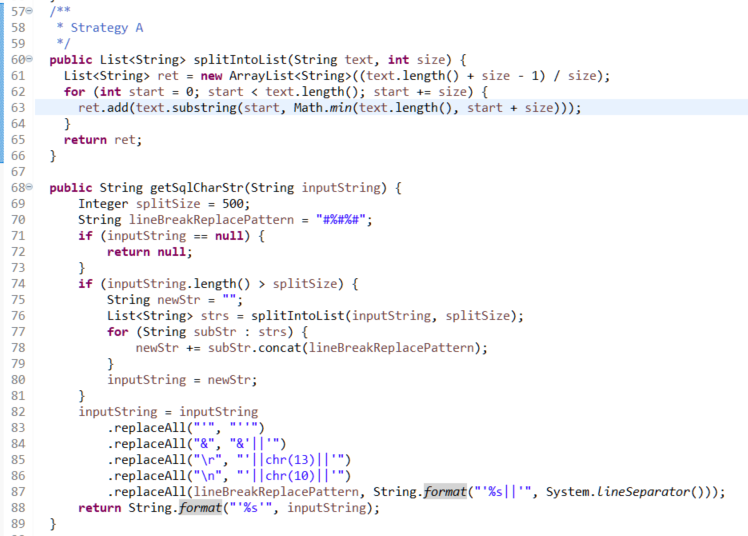 57 /**
58 * Strategy A
59 */
60 public List<String> splitIntoList(String text, int size) {
61 List<String> ret = new ArrayList<String>((text.length() + size - 1) / size);
62 for (int start = 0; start < text.length(); start += size) {
63 ret.add(text.substring(start, Math.min(text.length(), start + size)));
64 }
65 return ret;
66 }
67
68 public String getSqlCharStr(String inputString) {
69 Integer splitSize = 500;
70 String lineBreakReplacePattern = "#%#%#";
71 if (inputString == null) {
72 return null;
73 }
74 if (inputString.length() > splitSize) {
75 String newStr = "";
76 List<String> strs = splitIntoList(inputString, splitSize);
77 for (String subStr : strs) {
78 newStr += subStr.concat(lineBreakReplacePattern);
79 }
80 inputString = newStr;
81 }
82 inputString = inputString
83 .replaceAll("'", "''")
84 .replaceAll("&", "&'||'")
85 .replaceAll("\r", "'||chr(13)||'")
86 .replaceAll("\n", "'||chr(10)||'")
87 .replaceAll(lineBreakReplacePattern, String.format("'%s||'", System.lineSeparator()));
88 return String.format("'%s'", inputString);
89 }